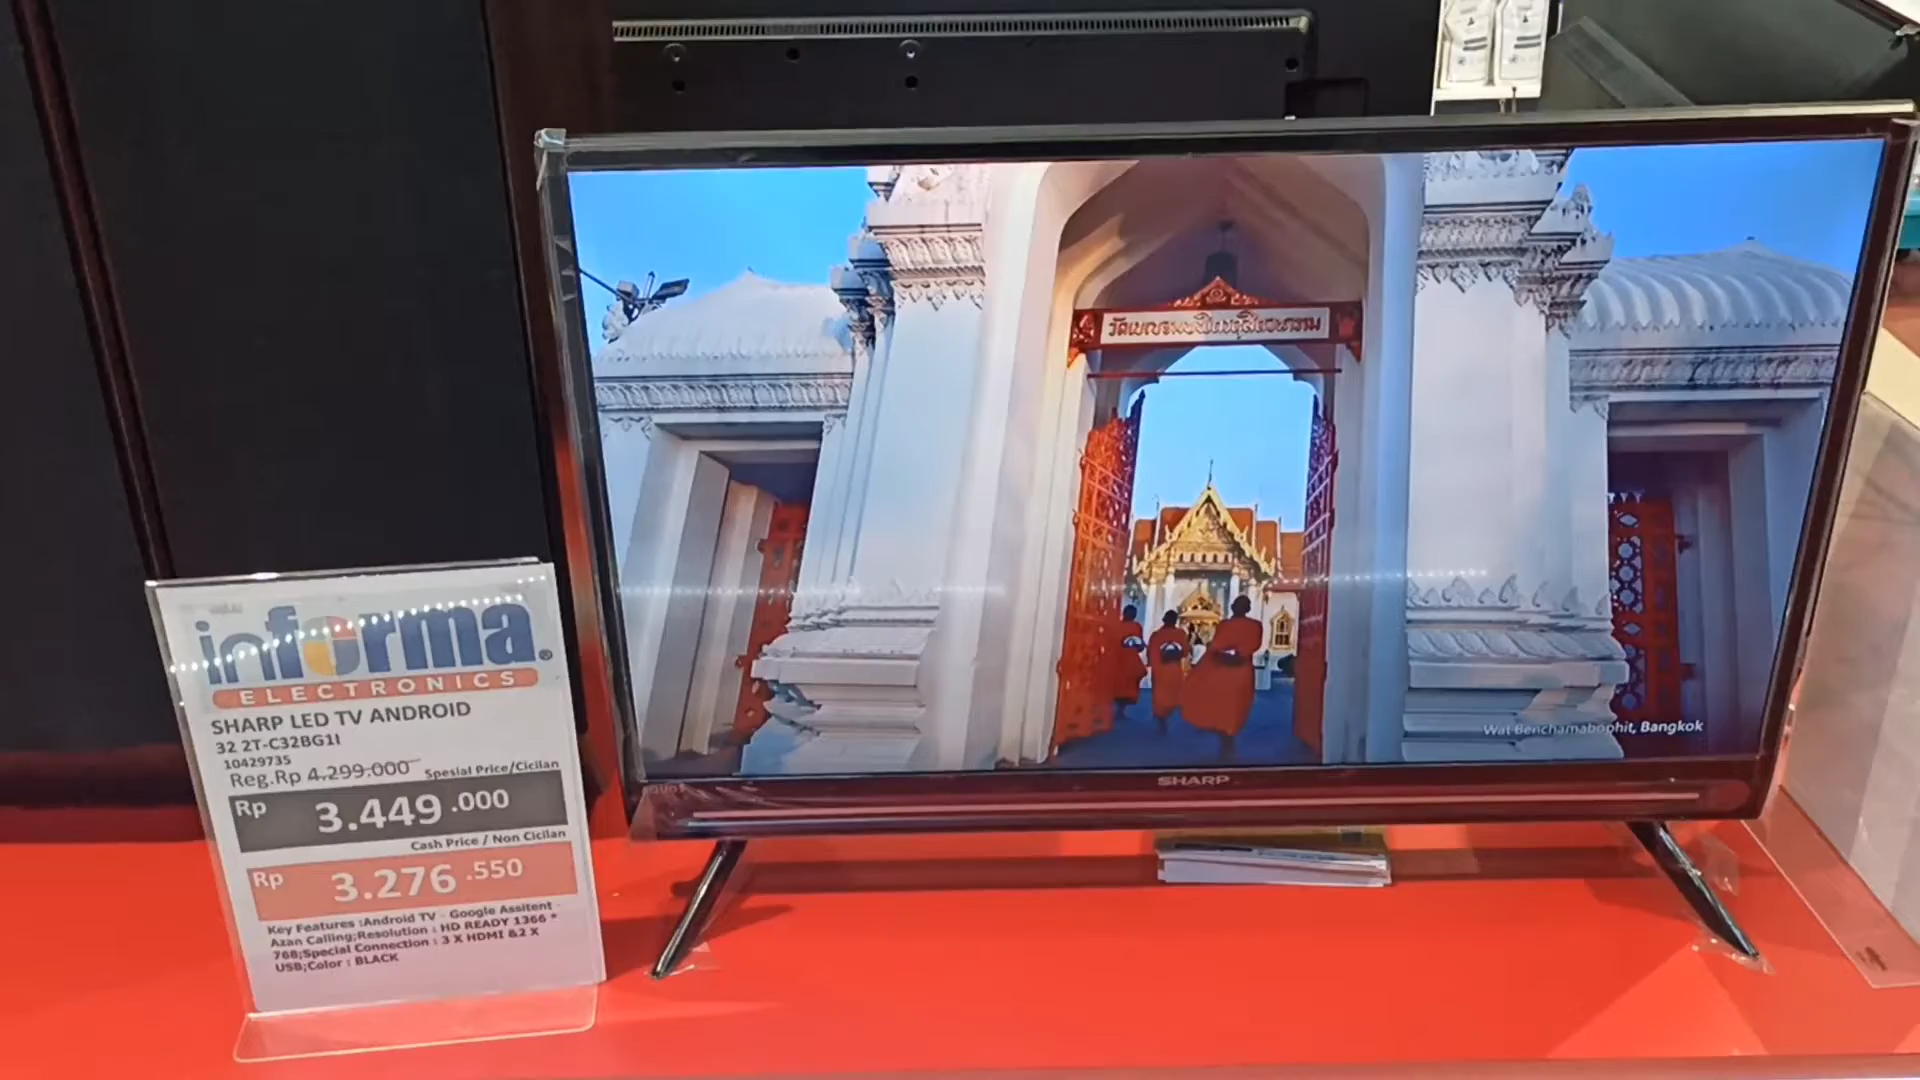 informa®
ELECTRONICS
SHARP LED TV ANDROID
32 2T-C32BG1I
10429735
Reg.Rp 4.299.000
Spesial Price/Cicilan
Rp 3.449.000
Cash Price / Non Cicilan
Rp 3.276.550
Key Features :Android TV - Google Assitent -
Azan Calling;Resolution : HD READY 1366 *
768;Special Connection : 3 X HDMI &2 X
USB;Color : BLACK
Wat Benchamabophit, Bangkok
SHARP